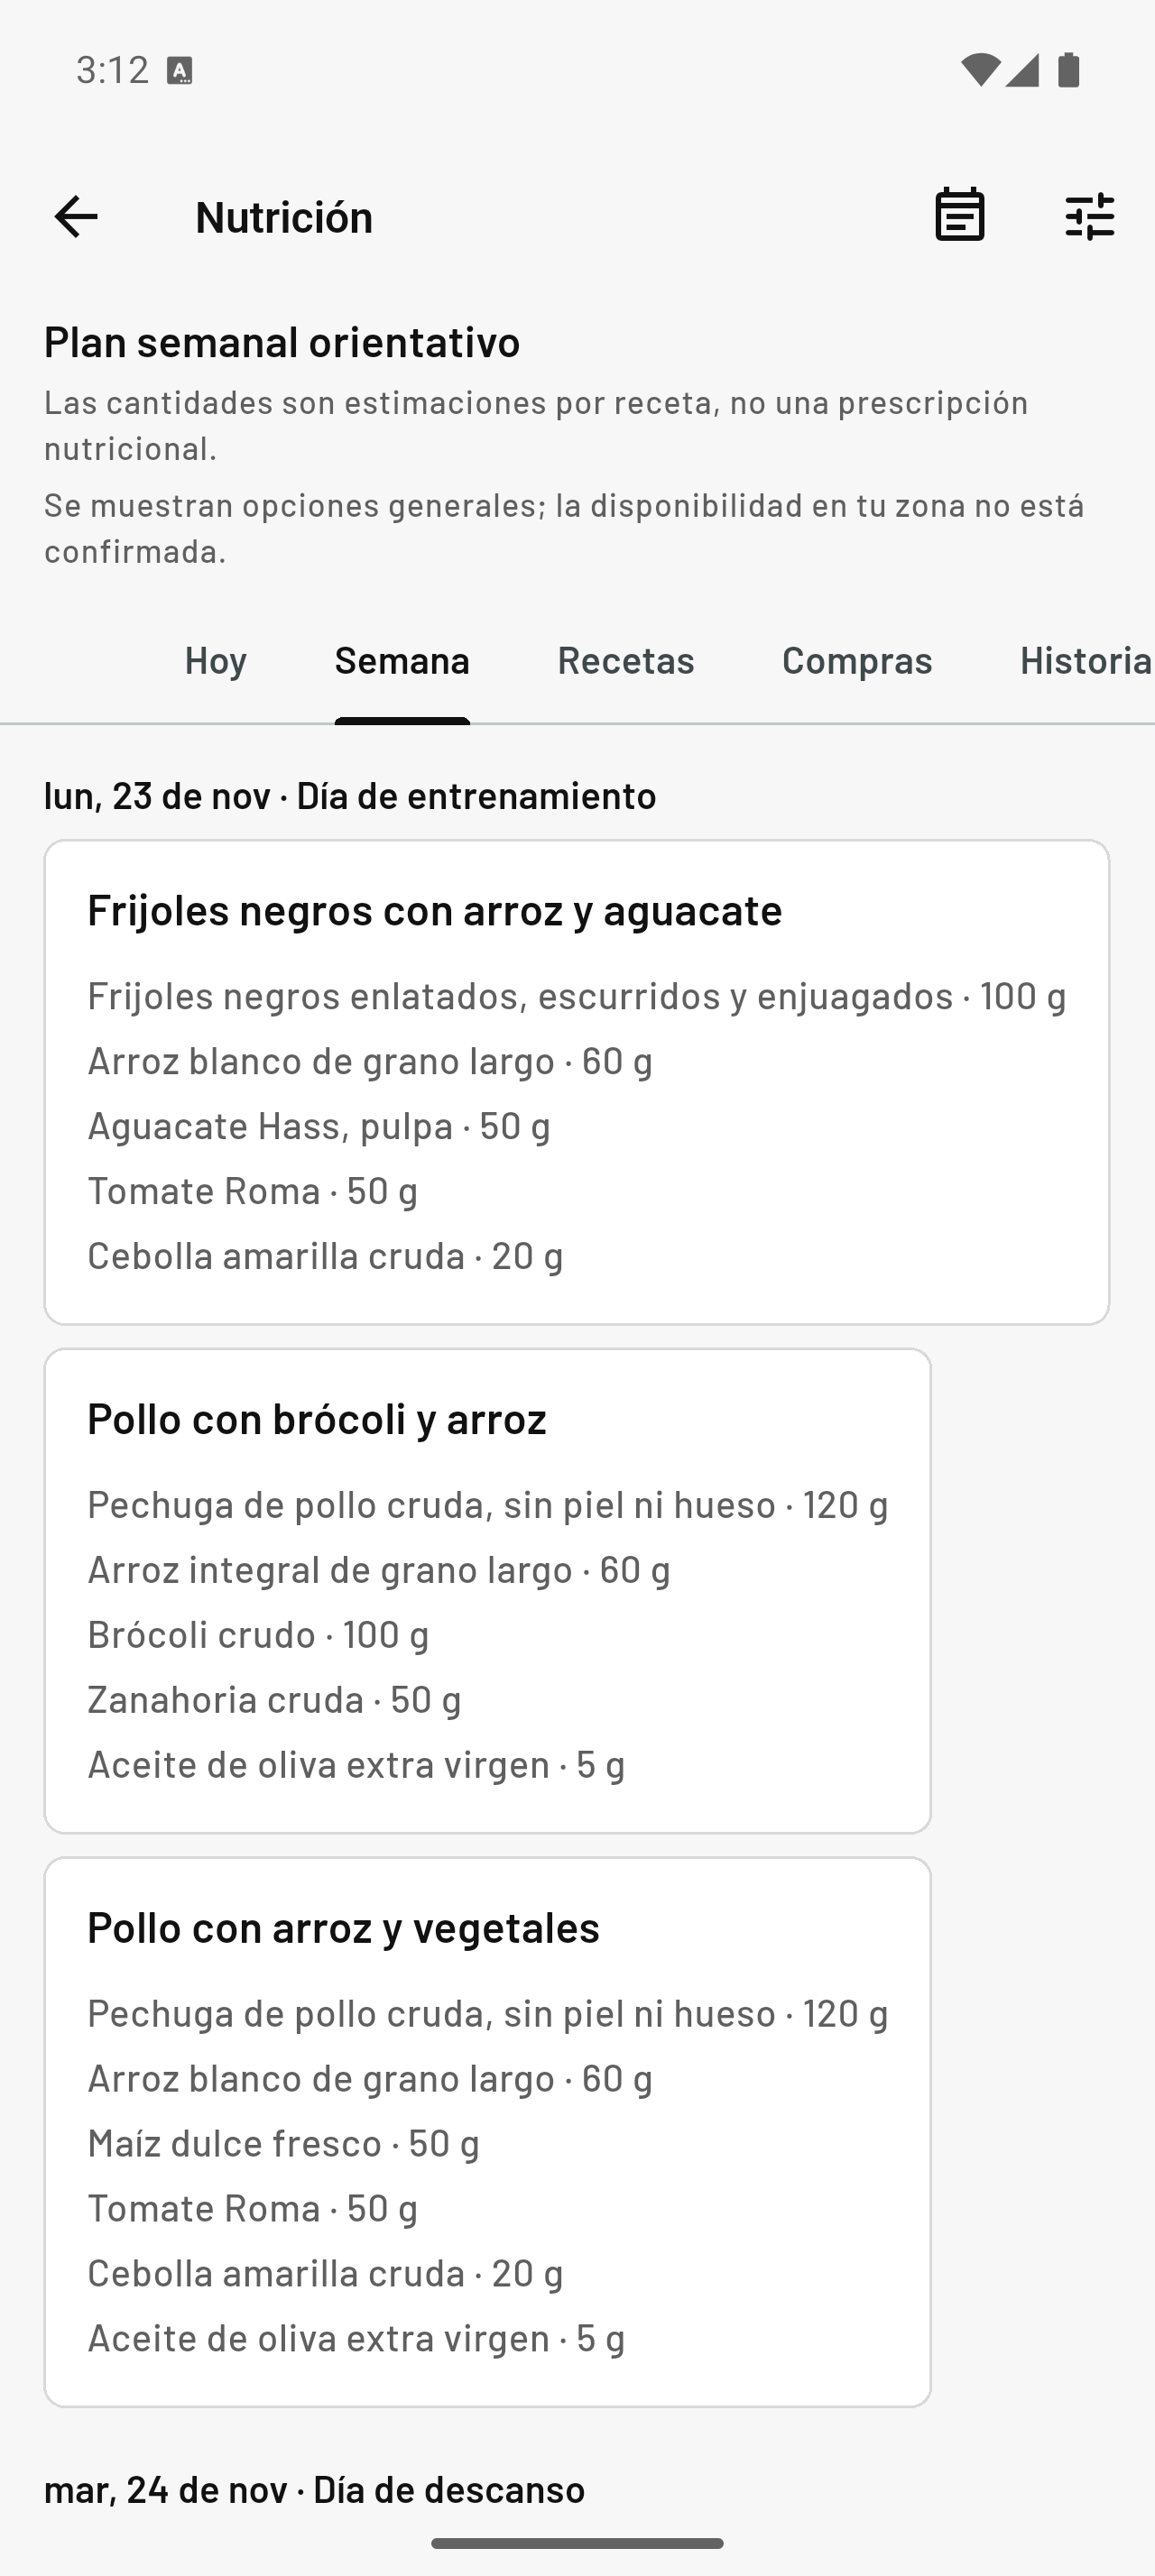 3:12
Nutrición
Plan semanal orientativo
Las cantidades son estimaciones por receta, no una prescripción
nutricional.
Se muestran opciones generales; la disponibilidad en tu zona no está
confirmada.
Hoy Semana Recetas Compras Historia
lun, 23 de nov · Día de entrenamiento
Frijoles negros con arroz y aguacate
Frijoles negros enlatados, escurridos y enjuagados · 100 g
Arroz blanco de grano largo · 60 g
Aguacate Hass, pulpa · 50 g
Tomate Roma · 50 g
Cebolla amarilla cruda · 20 g
Pollo con brócoli y arroz
Pechuga de pollo cruda, sin piel ni hueso · 120 g
Arroz integral de grano largo · 60 g
Brócoli crudo · 100 g
Zanahoria cruda · 50 g
Aceite de oliva extra virgen · 5 g
Pollo con arroz y vegetales
Pechuga de pollo cruda, sin piel ni hueso · 120 g
Arroz blanco de grano largo · 60 g
Maíz dulce fresco · 50 g
Tomate Roma · 50 g
Cebolla amarilla cruda · 20 g
Aceite de oliva extra virgen · 5 g
mar, 24 de nov · Día de descanso